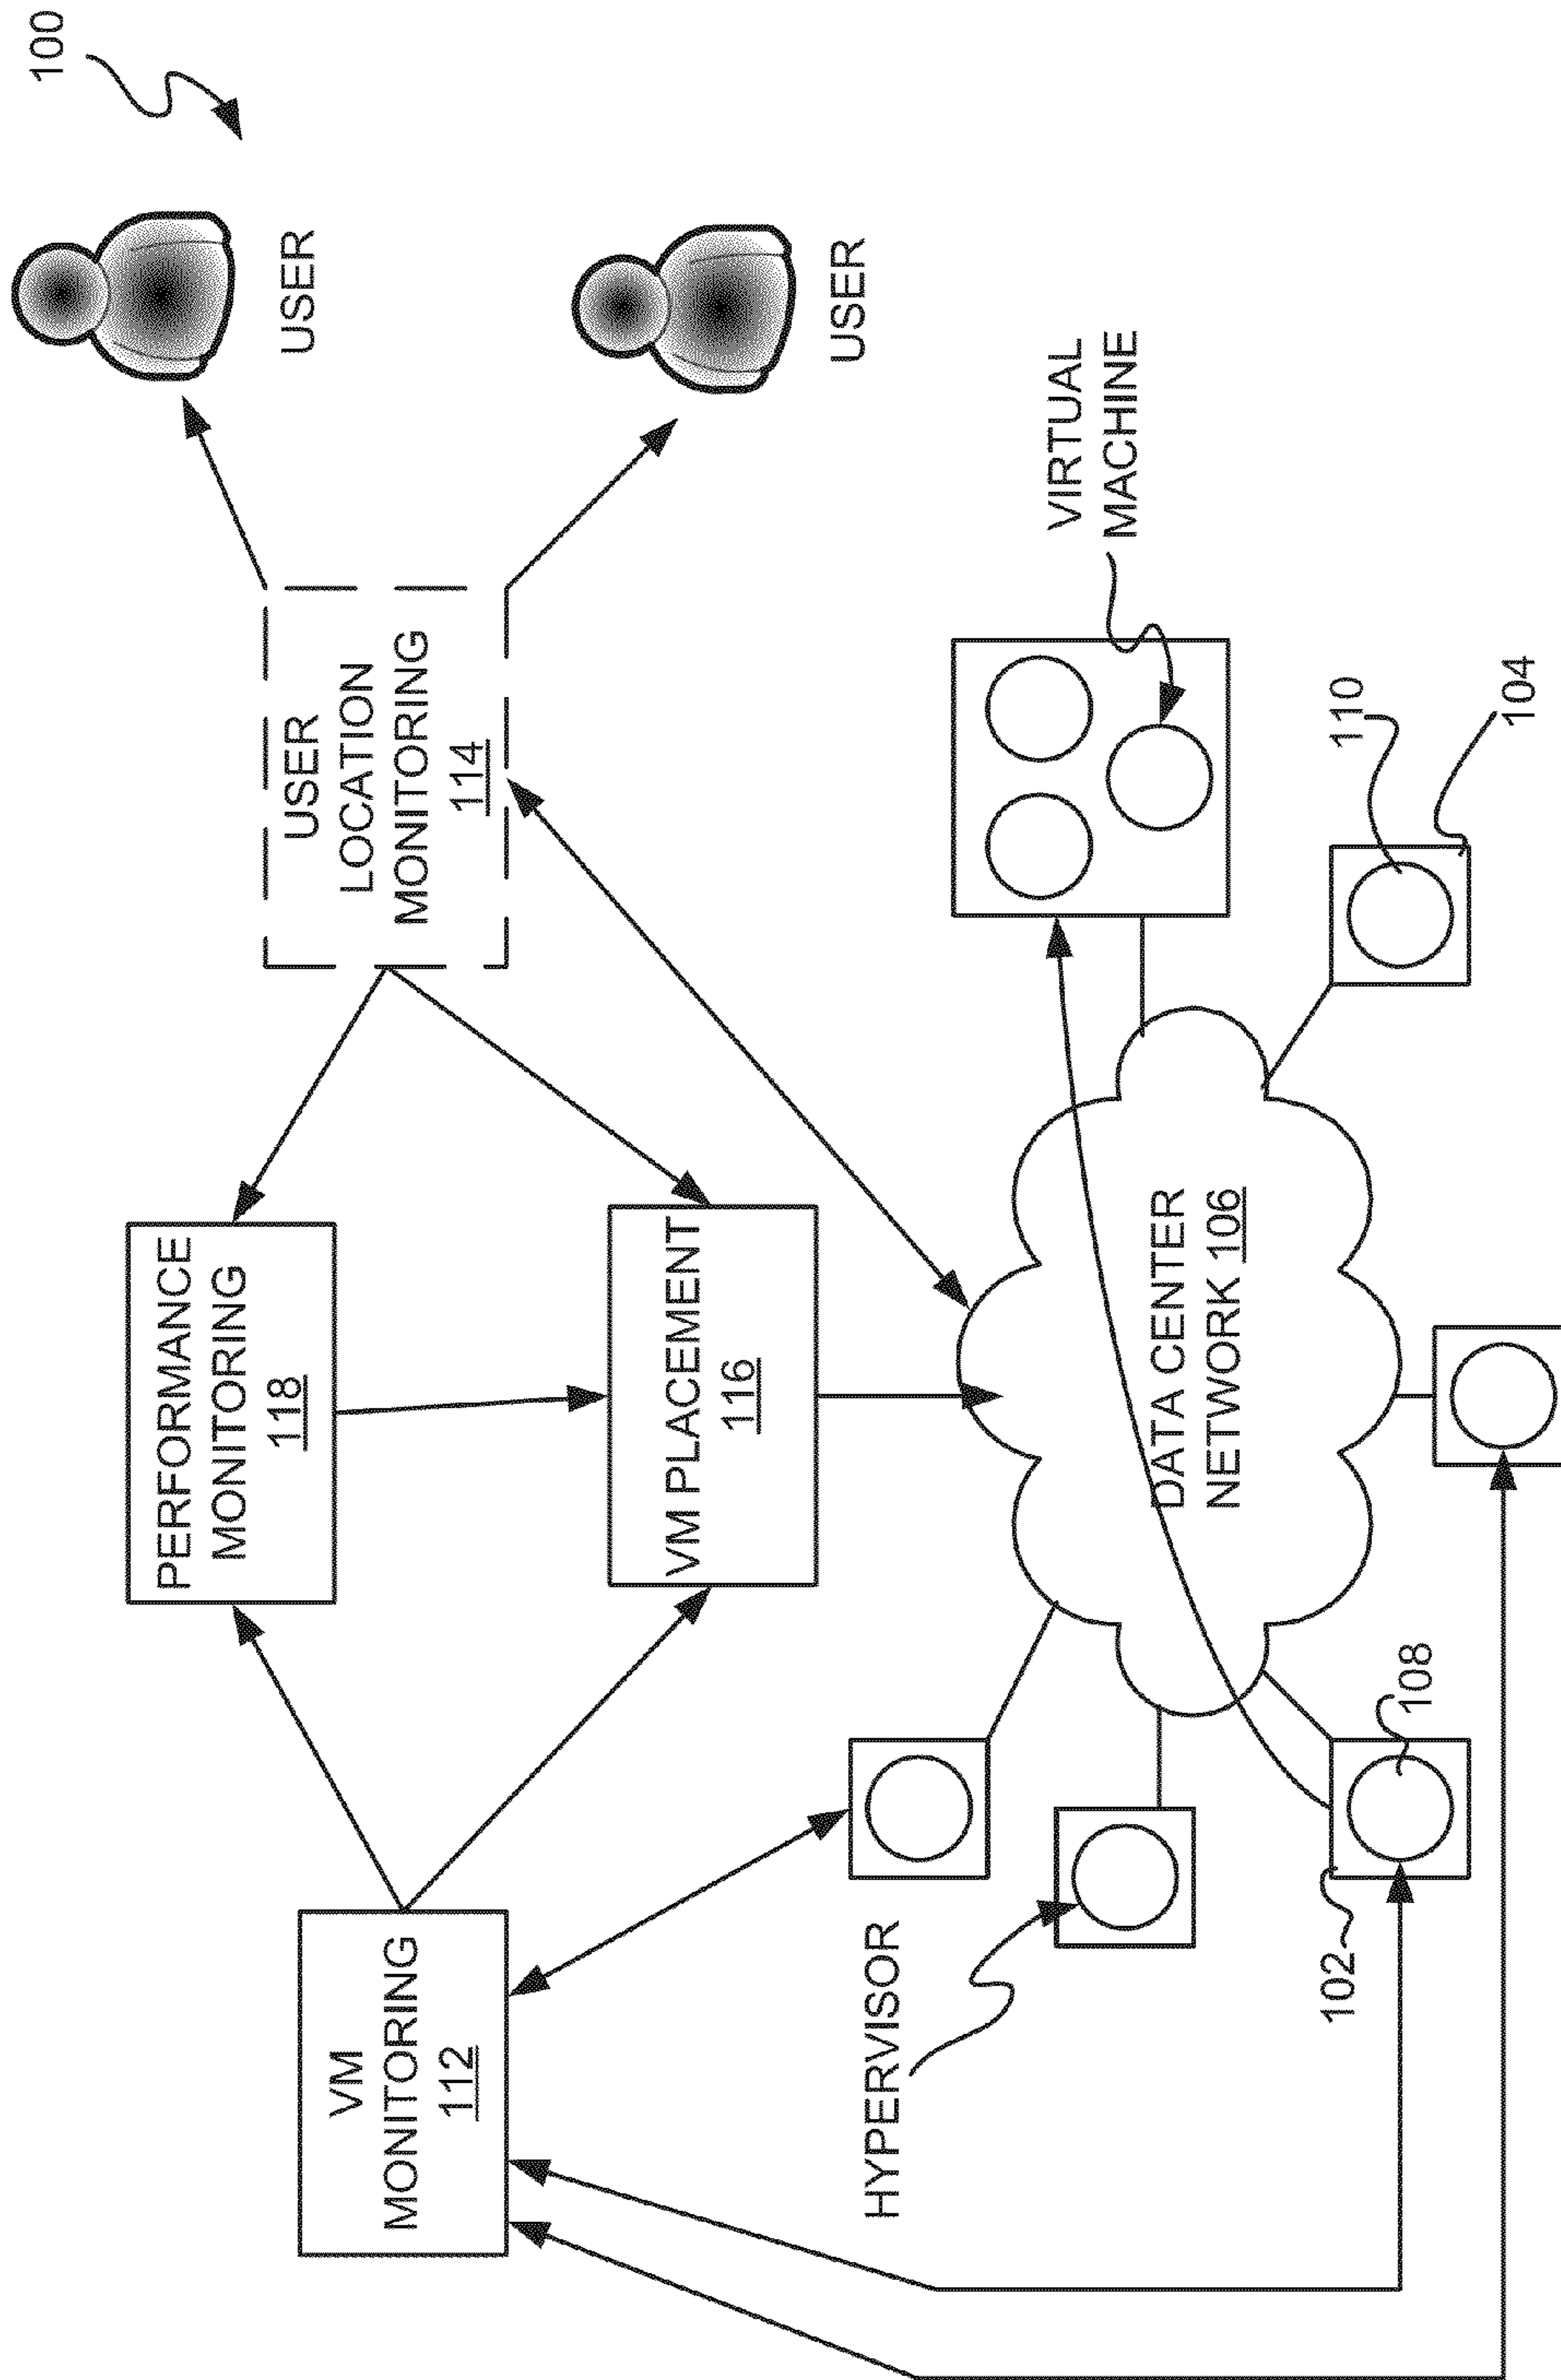 100
USER
USER
USER
LOCATION
MONITORING
114
PERFORMANCE
MONITORING
118
VM PLACEMENT
116
VM
MONITORING
112
VIRTUAL
MACHINE
DATA CENTER
NETWORK 106
HYPERVISOR
110
104
108
102